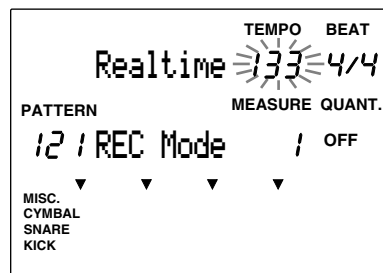 TEMPO BEAT
Realtime 133 4/4
PATTERN MEASURE QUANT.
121 REC Mode 1 OFF
MISC.
CYMBAL
SNARE
KICK